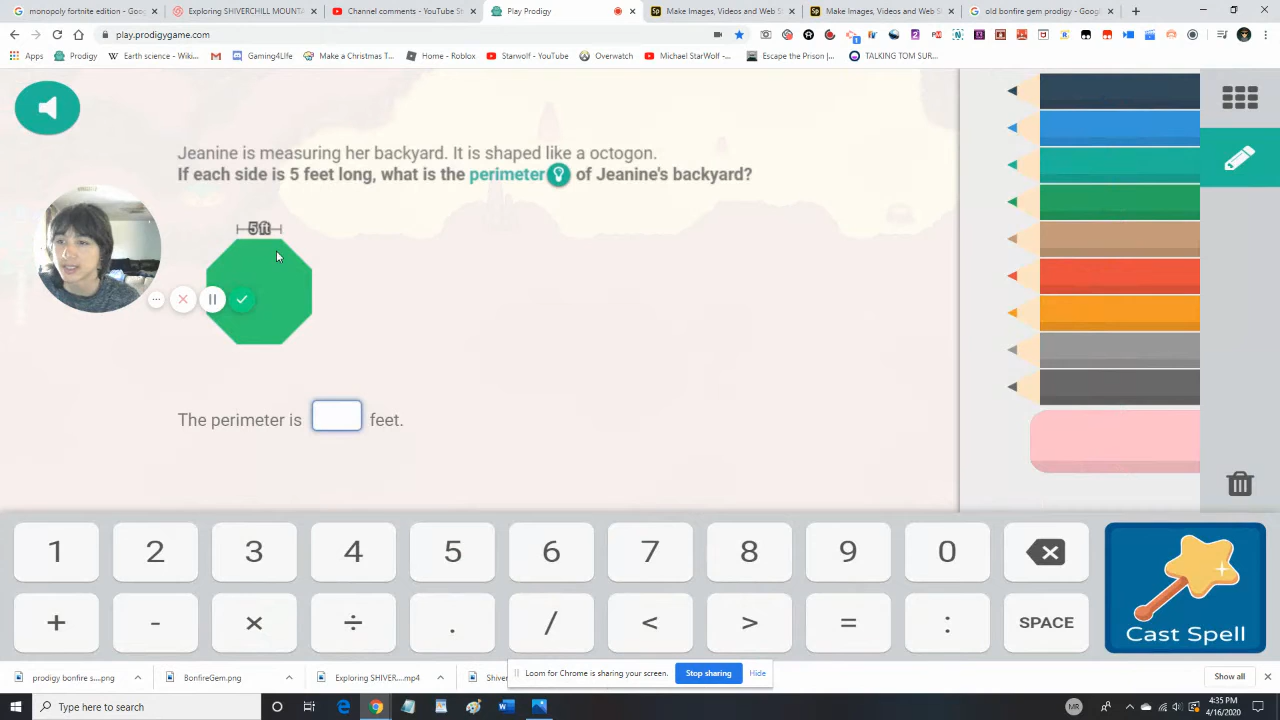 monopoly fortnite edition - Goog
Exploring SHIVERCHILL MOUNTA
Channel comments - YouTube St
Play Prodigy
Make Images, Videos and Web S
Make Images, Videos and Web S
old bonfire gem prodigy - Googl
play.prodigygame.com
Apps
Prodigy
Earth science - Wiki...
Gaming4Life
Make a Christmas T...
Home - Roblox
Starwolf - YouTube
Overwatch
Michael StarWolf -...
Escape the Prison |...
TALKING TOM SUR...
Jeanine is measuring her backyard. It is shaped like a octogon.
If each side is 5 feet long, what is the perimeter of Jeanine's backyard?
5 ft
The perimeter is feet.
1 2 3 4 5 6 7 8 9 0
+ - × ÷ . / < > = : SPACE
Cast Spell
prodigy bonfire s....png
BonfireGem.png
Exploring SHIVER....mp4
Shive
Loom for Chrome is sharing your screen.
Stop sharing
Hide
Show all
Type here to search
MR
4:35 PM
4/16/2020